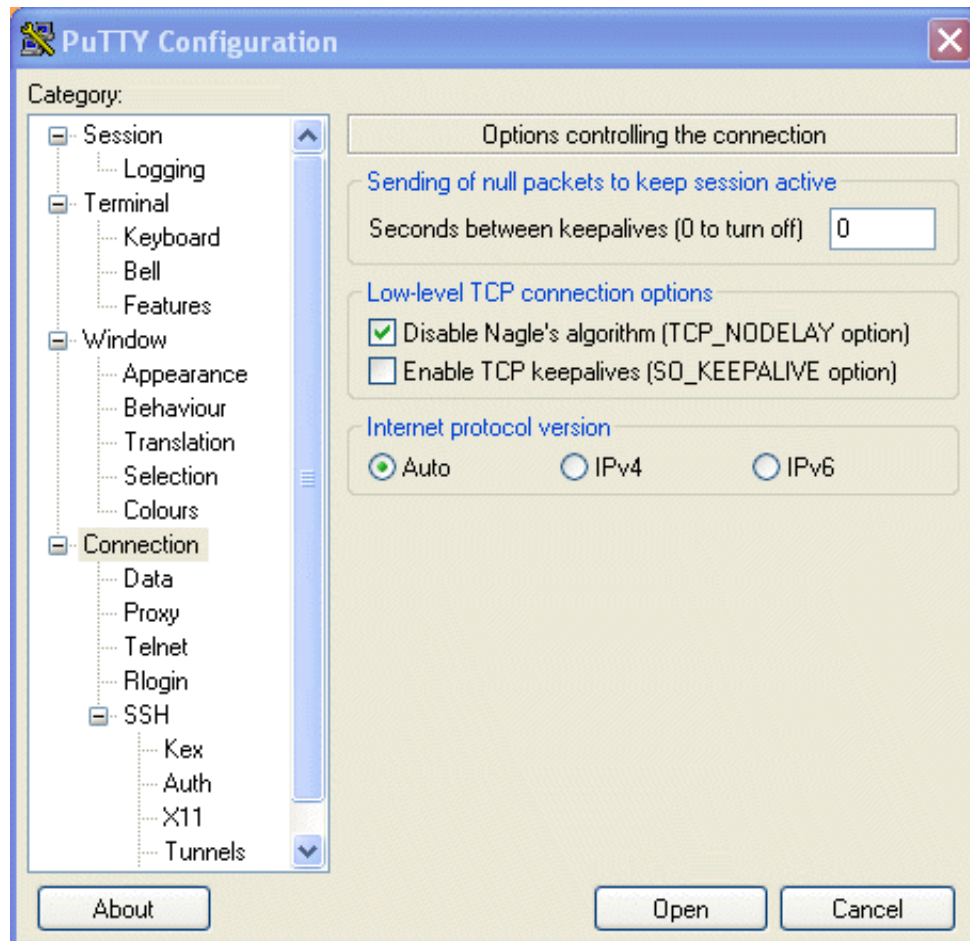 PuTTY Configuration
Category:
Session
Logging
Terminal
Keyboard
Bell
Features
Window
Appearance
Behaviour
Translation
Selection
Colours
Connection
Data
Proxy
Telnet
Rlogin
SSH
Kex
Auth
X11
Tunnels
Options controlling the connection
Sending of null packets to keep session active
Seconds between keepalives (0 to turn off) 0
Low-level TCP connection options
Disable Nagle's algorithm (TCP_NODELAY option)
Enable TCP keepalives (SO_KEEPALIVE option)
Internet protocol version
Auto IPv4 IPv6
About Open Cancel